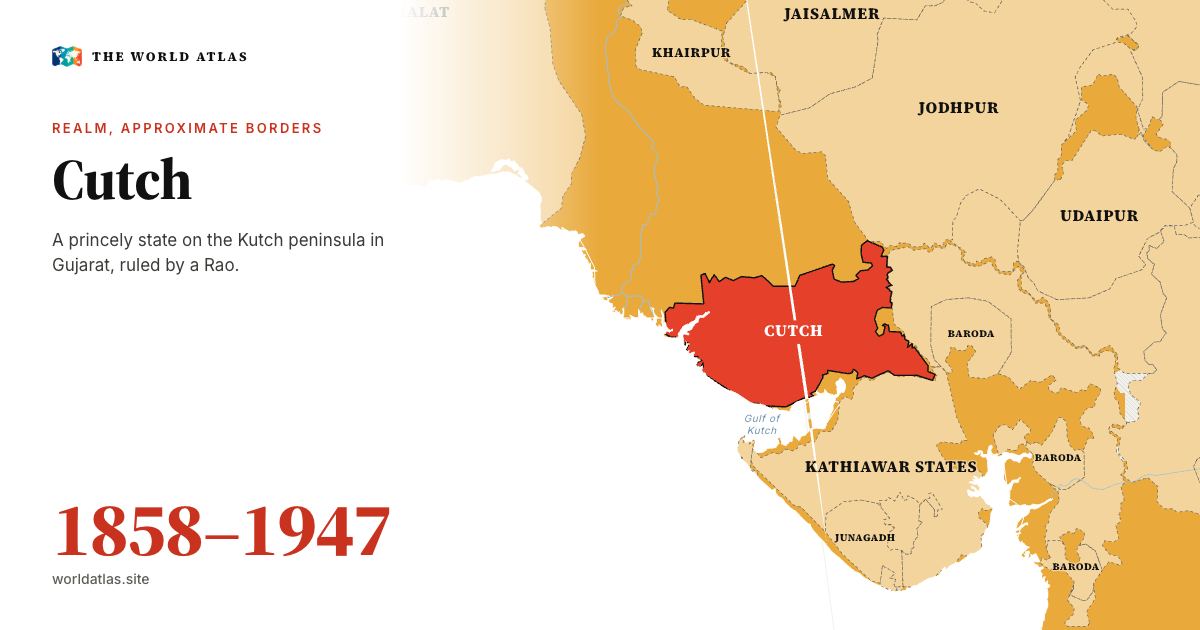 THE WORLD ATLAS
REALM, APPROXIMATE BORDERS
Cutch
A princely state on the Kutch peninsula in
Gujarat, ruled by a Rao.
1858–1947
worldatlas.site
JAISALMER
KHAIRPUR
JODHPUR
UDAIPUR
CUTCH
BARODA
Gulf of
Kutch
KATHIAWAR STATES
BARODA
JUNAGADH
BARODA